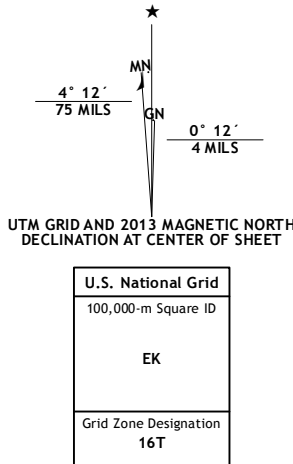 ★
MN
4° 12´
75 MILS
GN
0° 12´
4 MILS
UTM GRID AND 2013 MAGNETIC NORTH
DECLINATION AT CENTER OF SHEET
U.S. National Grid
100,000-m Square ID
EK
Grid Zone Designation
16T